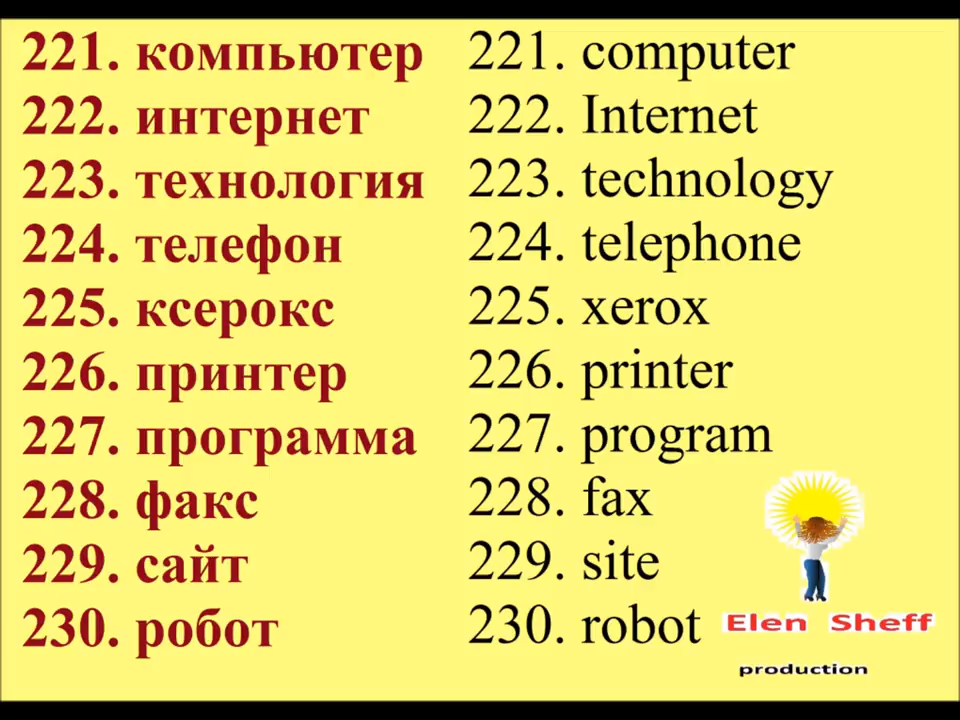 221. компьютер
222. интернет
223. технология
224. телефон
225. ксерокс
226. принтер
227. программа
228. факс
229. сайт
230. робот
221. computer
222. Internet
223. technology
224. telephone
225. xerox
226. printer
227. program
228. fax
229. site
230. robot
Elen Sheff
production